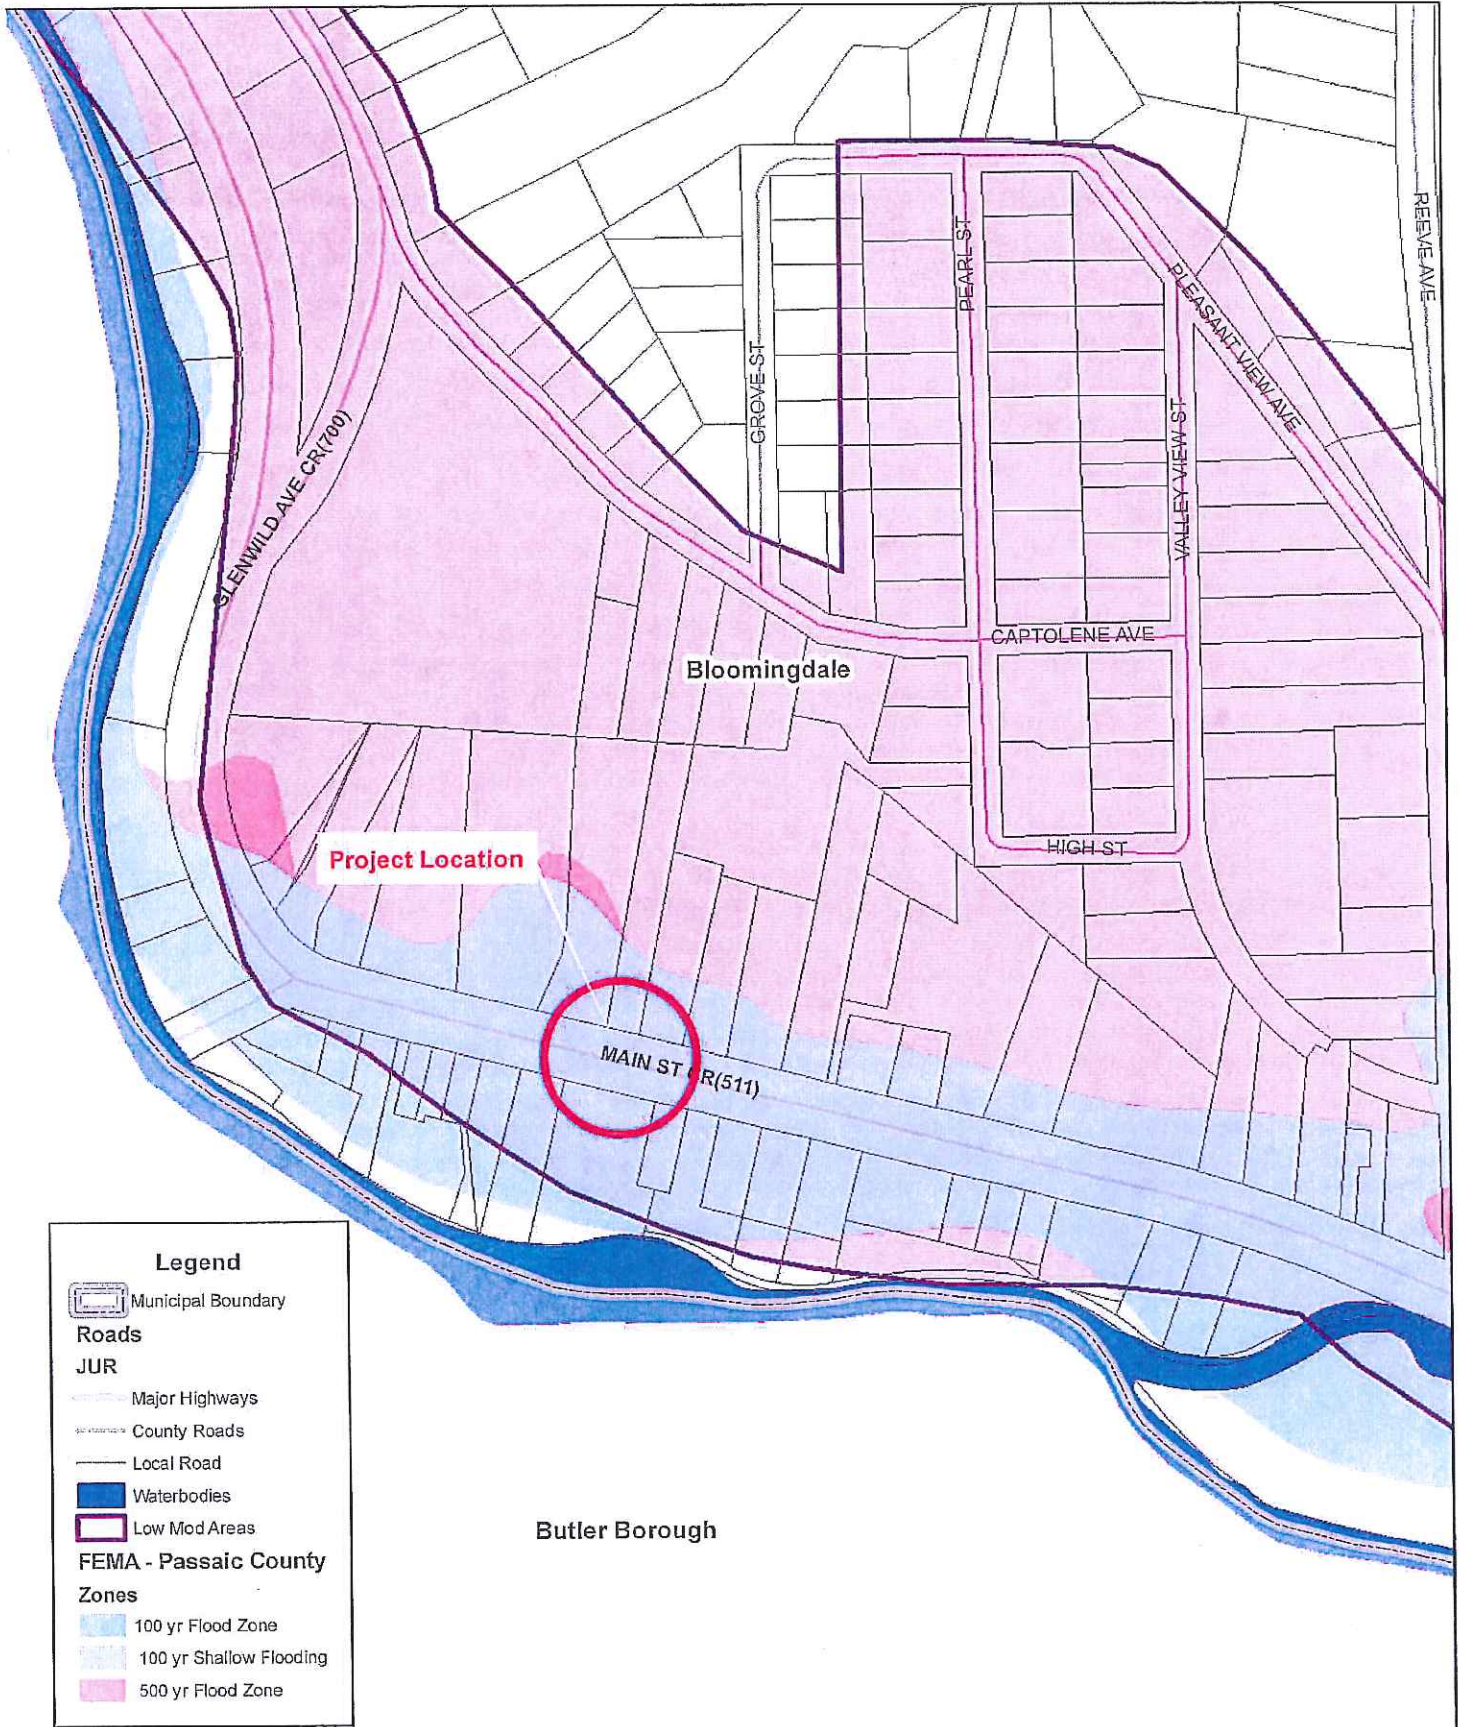 REEVE AVE
PEARL ST
PLEASANT VIEW AVE
GROVE ST
VALLEY VIEW ST
GLENWILD AVE CR(700)
CAPTOLENE AVE
Bloomingdale
HIGH ST
Project Location
MAIN ST CR(511)
Legend
Municipal Boundary
Roads
JUR
Major Highways
County Roads
Local Road
Waterbodies
Low Mod Areas
FEMA - Passaic County
Zones
100 yr Flood Zone
100 yr Shallow Flooding
500 yr Flood Zone
Butler Borough